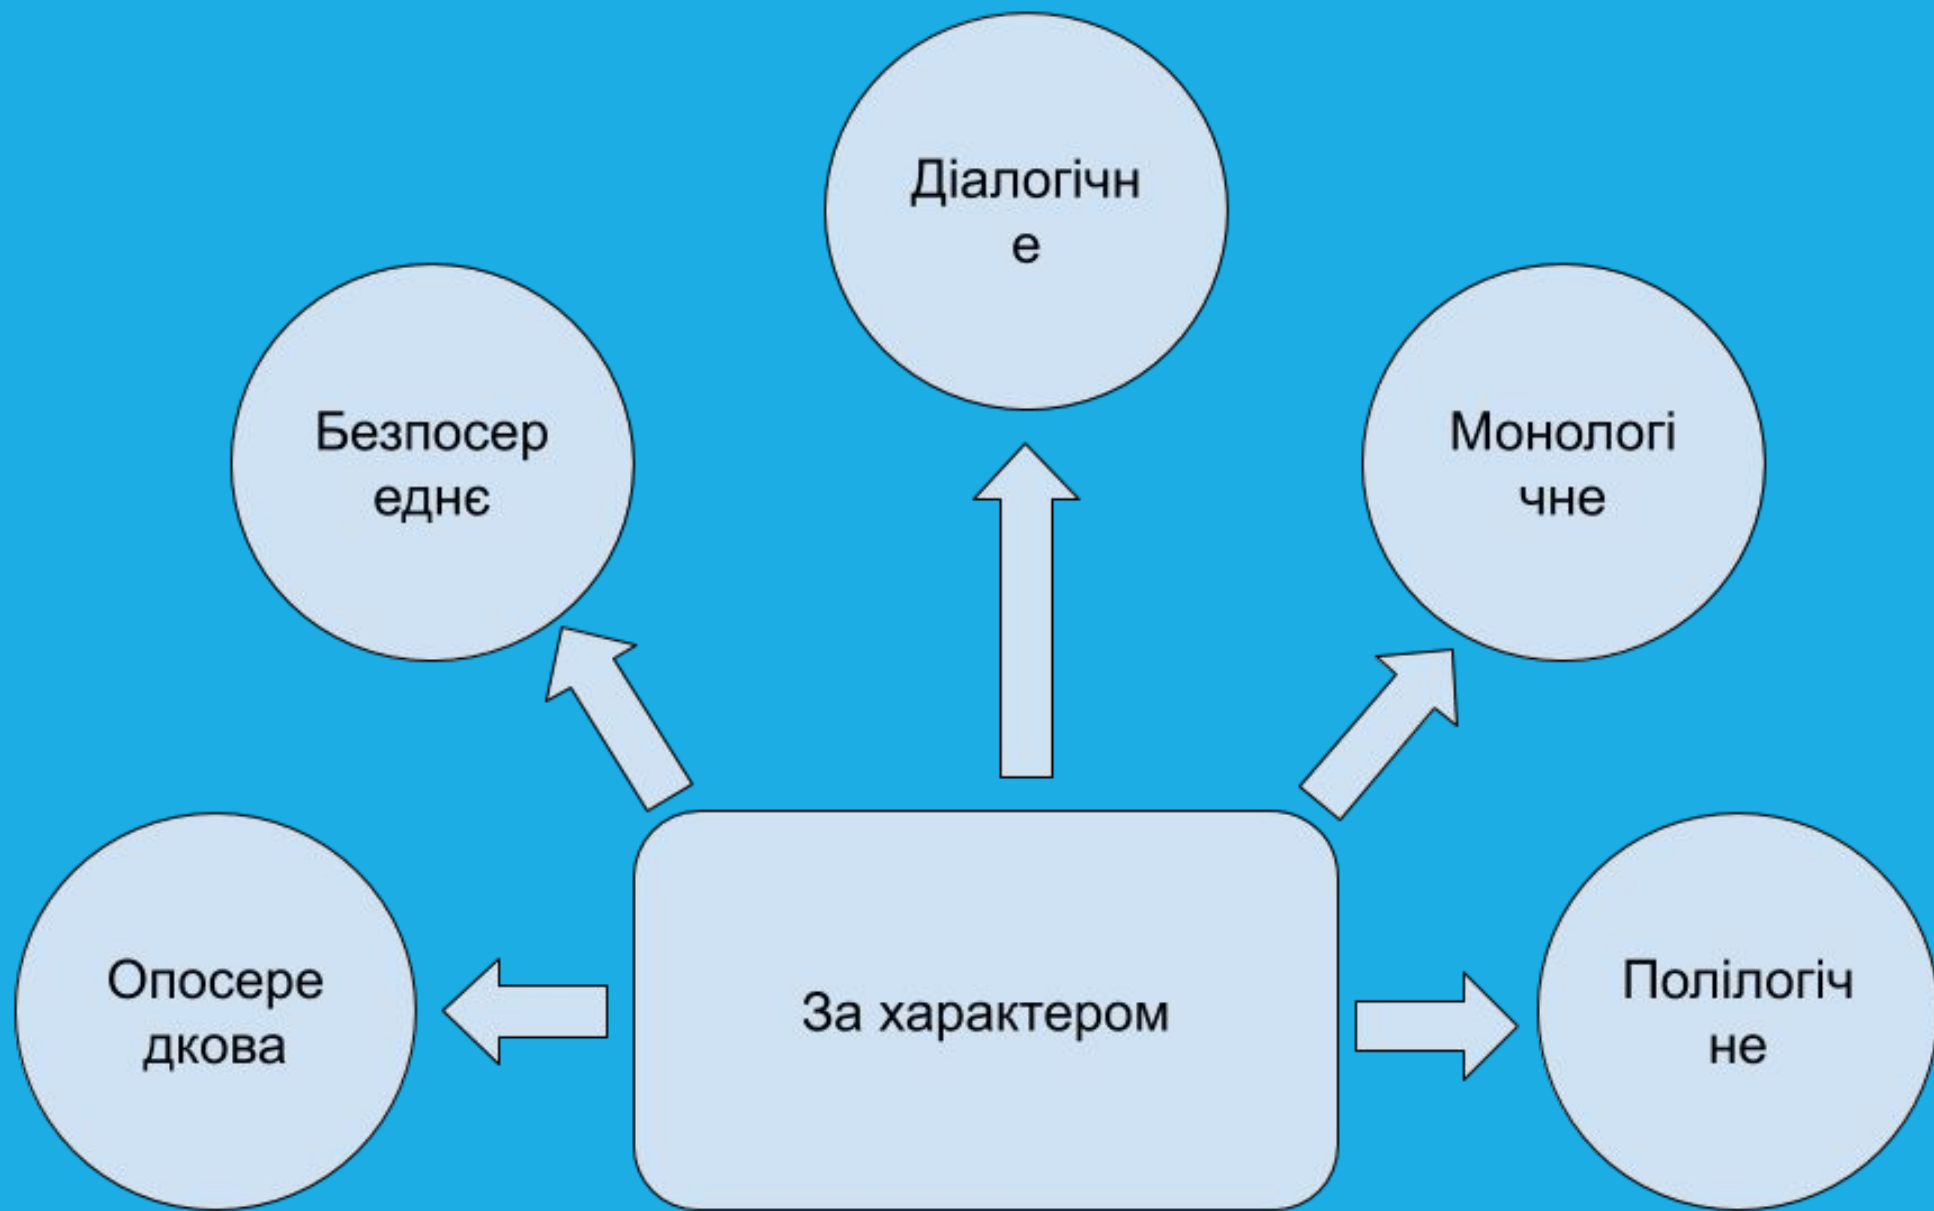 Діалогічн
е
Безпосер
еднє
Монологі
чне
Опосере
дкова
За характером
Полілогіч
не